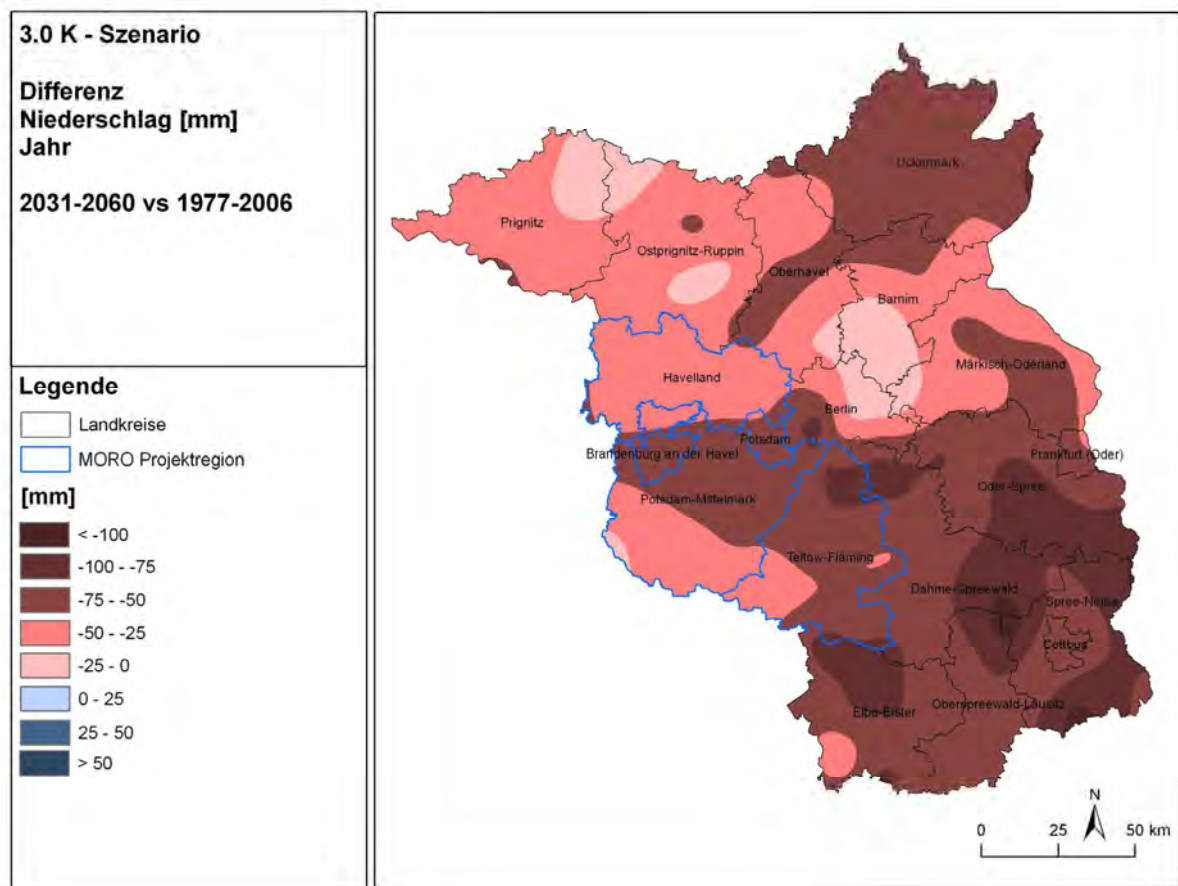 3.0 K - Szenario
Differenz
Niederschlag [mm]
Jahr
2031-2060 vs 1977-2006
Legende
Landkreise
MORO Projektregion
[mm]
< -100
-100 - -75
-75 - -50
-50 - -25
-25 - 0
0 - 25
25 - 50
> 50
Uckermark
Prignitz
Ostprignitz-Ruppin
Oberhavel
Barnim
Märkisch-Oderland
Havelland
Berlin
Potsdam
Brandenburg an der Havel
Frankfurt (Oder)
Oder-Spree
Potsdam-Mittelmark
Teltow-Fläming
Dahme-Spreewald
Spree-Neiße
Cottbus
Elbe-Elster
Oberspreewald-Lausitz
N
0 25 50 km